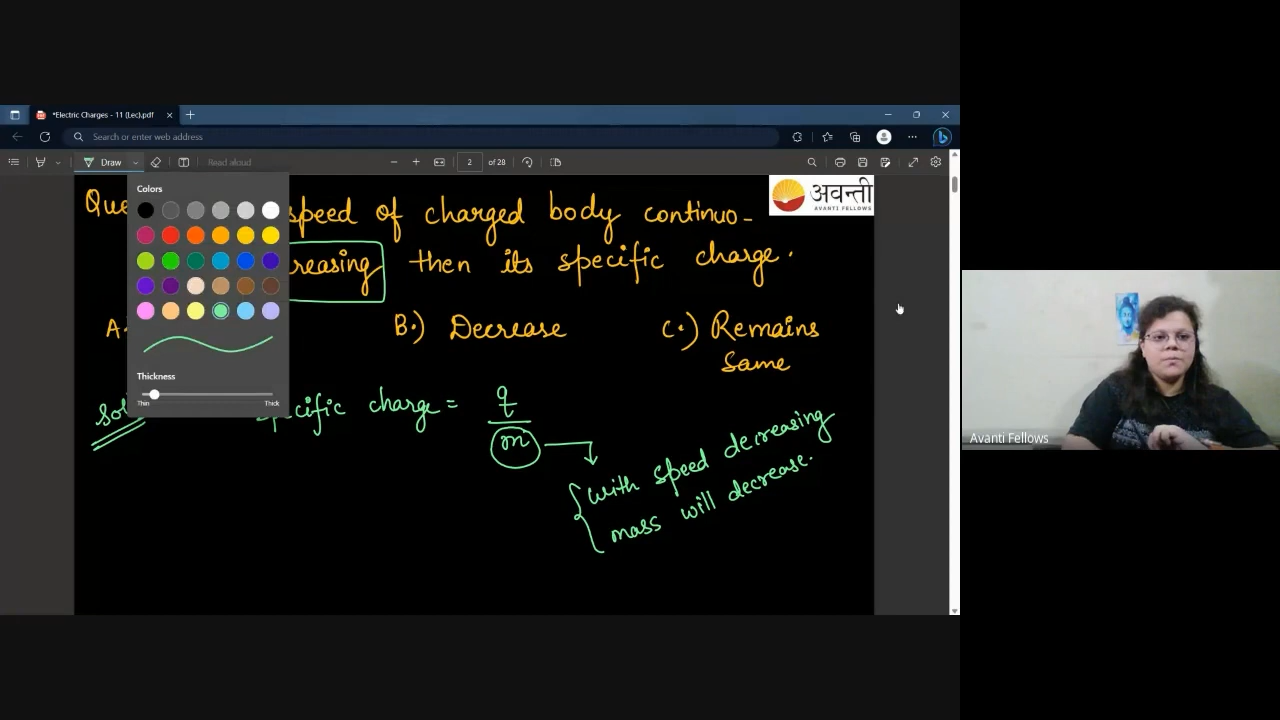 *Electric Charges - 11 (Lec).pdf
Search or enter web address
Draw
Read aloud
2 of 28
Colors
Thickness
Thin Thick
अवन्ती
AVANTI FELLOWS
Que speed of charged body continuo-
reasing then its specific charge.
A. B.) Decrease C.) Remains
Same
Sol specific charge = q
m
with speed decreasing
mass will decrease.
Avanti Fellows